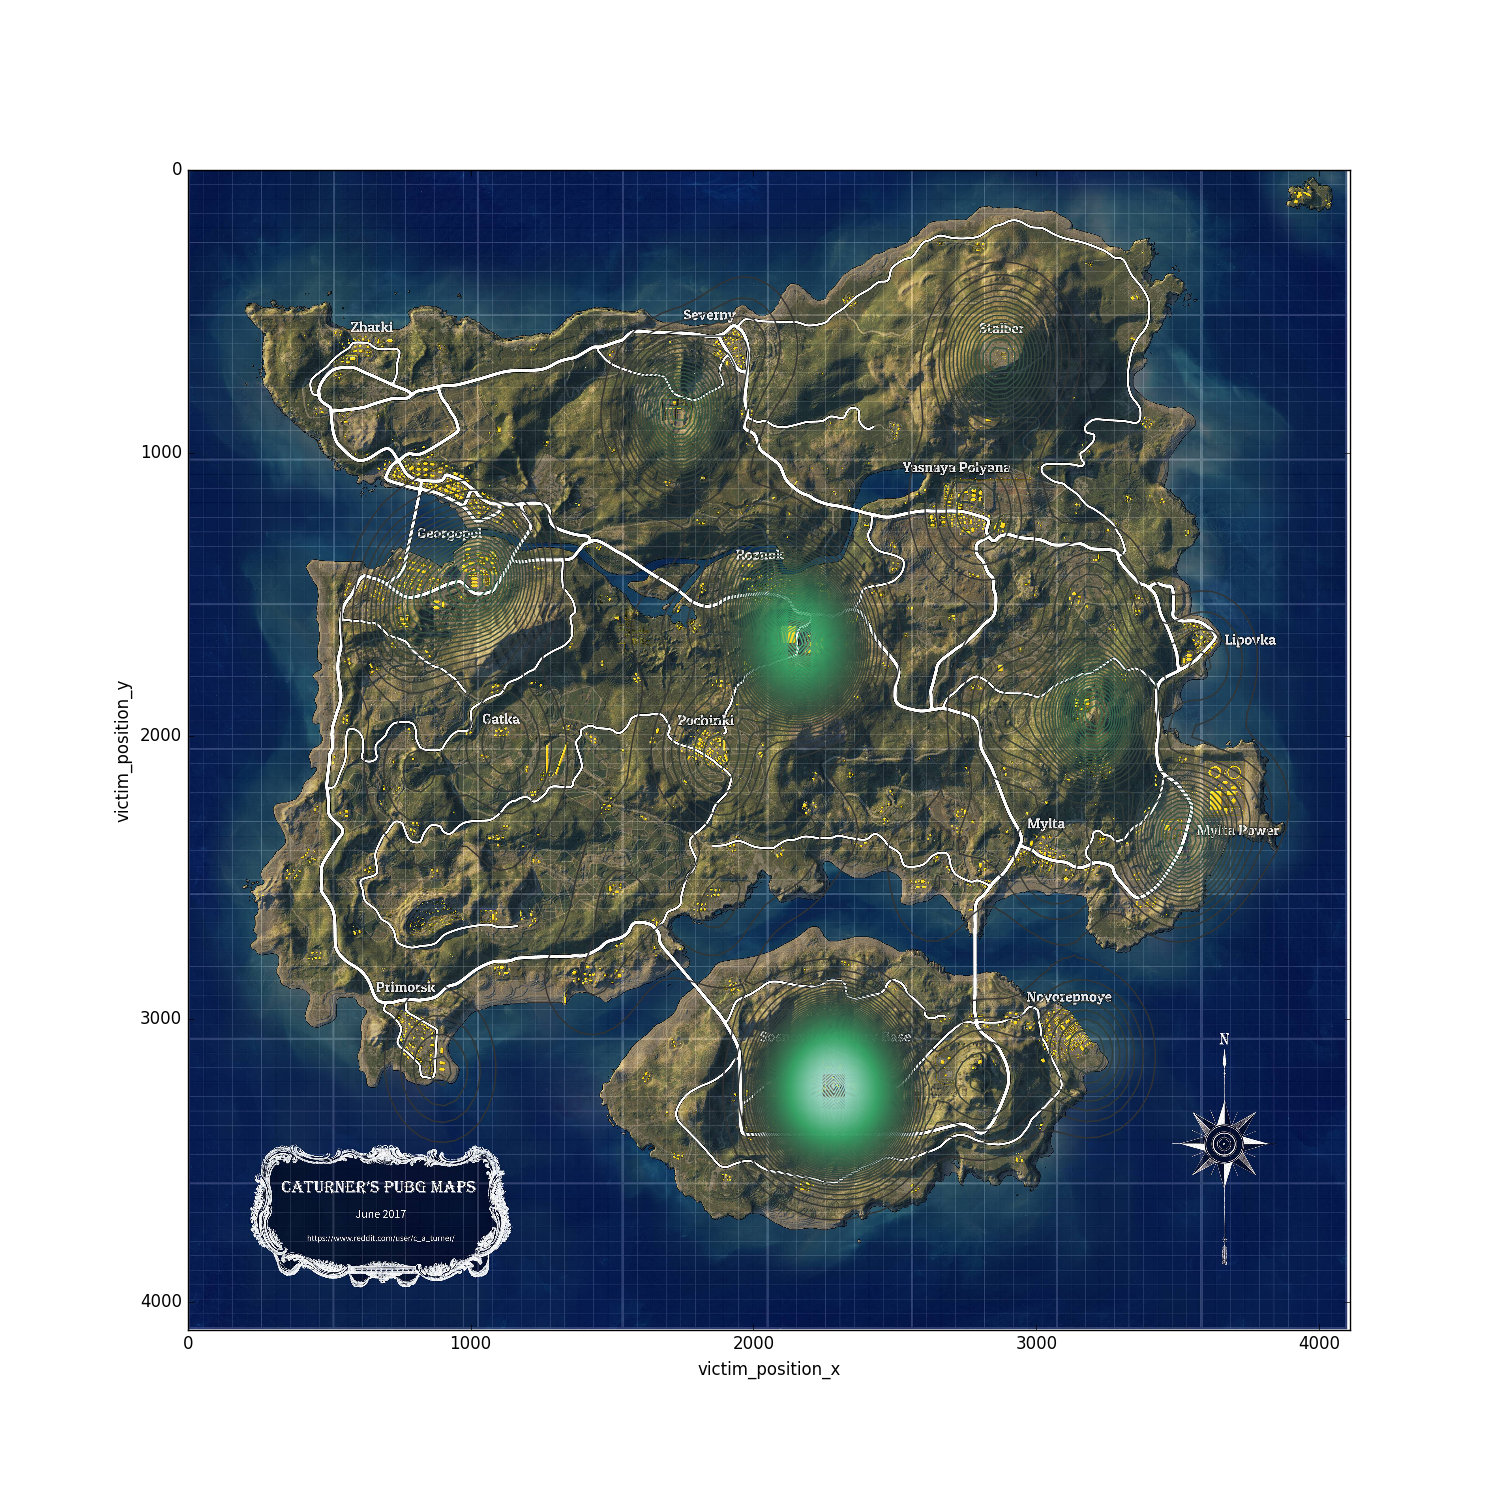 0
1000
2000
3000
4000
victim_position_y
Zharki
Severny
Stalber
Yasnaya Polyana
Georgopol
Rozhok
Lipovka
Gatka
Pochinki
Mylta
Mylta Power
Primorsk
Novorepnoye
Base
N
CATURNER'S PUBG MAPS
June 2017
https://www.reddit.com/user/c_a_turner/
0
1000
2000
3000
4000
victim_position_x